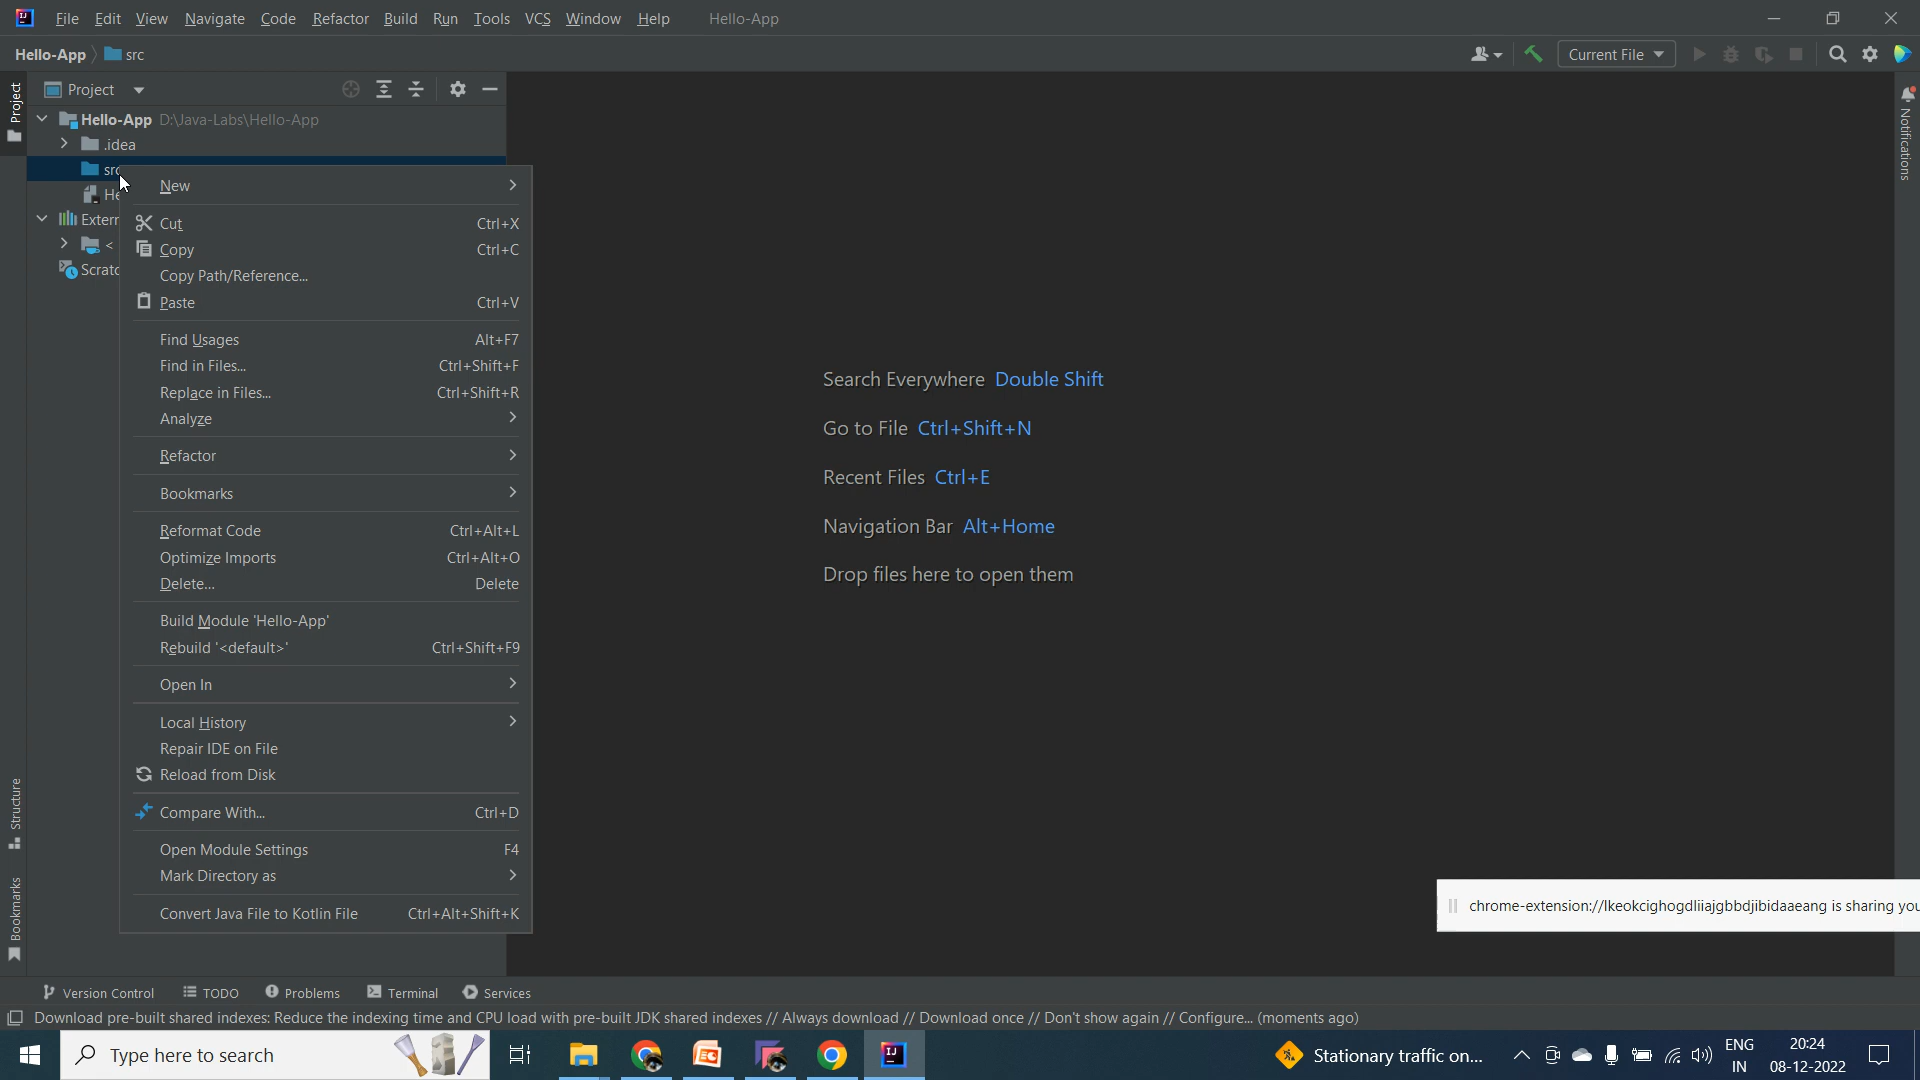 File Edit View Navigate Code Refactor Build Run Tools VCS Window Help Hello-App
Hello-App src
Current File
Project
Project
Hello-App D:\Java-Labs\Hello-App
.idea
src
He
Extern
<
Scratc
New
Cut Ctrl+X
Copy Ctrl+C
Copy Path/Reference...
Paste Ctrl+V
Find Usages Alt+F7
Find in Files... Ctrl+Shift+F
Replace in Files... Ctrl+Shift+R
Analyze
Refactor
Bookmarks
Reformat Code Ctrl+Alt+L
Optimize Imports Ctrl+Alt+O
Delete... Delete
Build Module 'Hello-App'
Rebuild '<default>' Ctrl+Shift+F9
Open In
Local History
Repair IDE on File
Reload from Disk
Compare With... Ctrl+D
Open Module Settings F4
Mark Directory as
Convert Java File to Kotlin File Ctrl+Alt+Shift+K
Search Everywhere Double Shift
Go to File Ctrl+Shift+N
Recent Files Ctrl+E
Navigation Bar Alt+Home
Drop files here to open them
Notifications
Structure
Bookmarks
chrome-extension://lkeokcighogdliiajgbbdjibidaaeang is sharing you
Version Control TODO Problems Terminal Services
Download pre-built shared indexes: Reduce the indexing time and CPU load with pre-built JDK shared indexes // Always download // Download once // Don't show again // Configure... (moments ago)
Type here to search
Stationary traffic on...
ENG
IN
20:24
08-12-2022